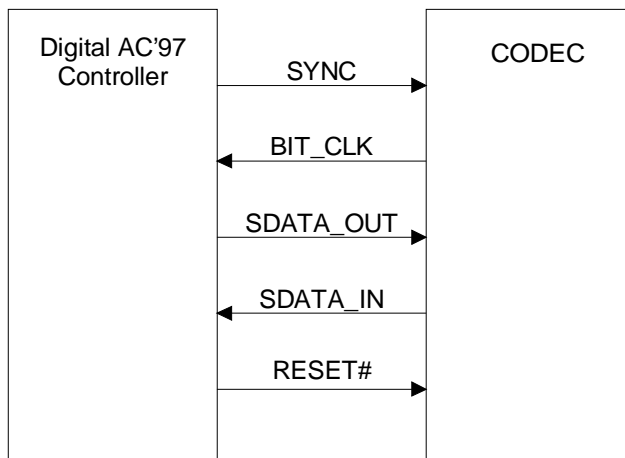 Digital AC'97
Controller
CODEC
SYNC
BIT_CLK
SDATA_OUT
SDATA_IN
RESET#